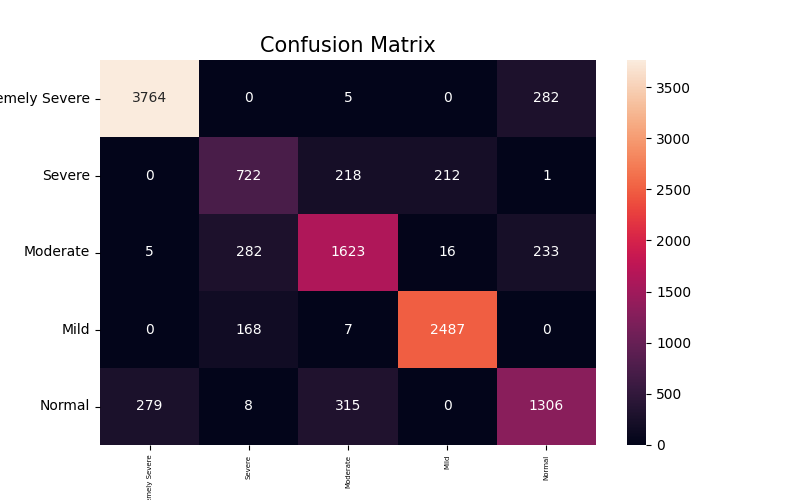 Confusion Matrix
emely Severe 3764 0 5 0 282
Severe 0 722 218 212 1
Moderate 5 282 1623 16 233
Mild 0 168 7 2487 0
Normal 279 8 315 0 1306
emely Severe Severe Moderate Mild Normal
3500
3000
2500
2000
1500
1000
500
0